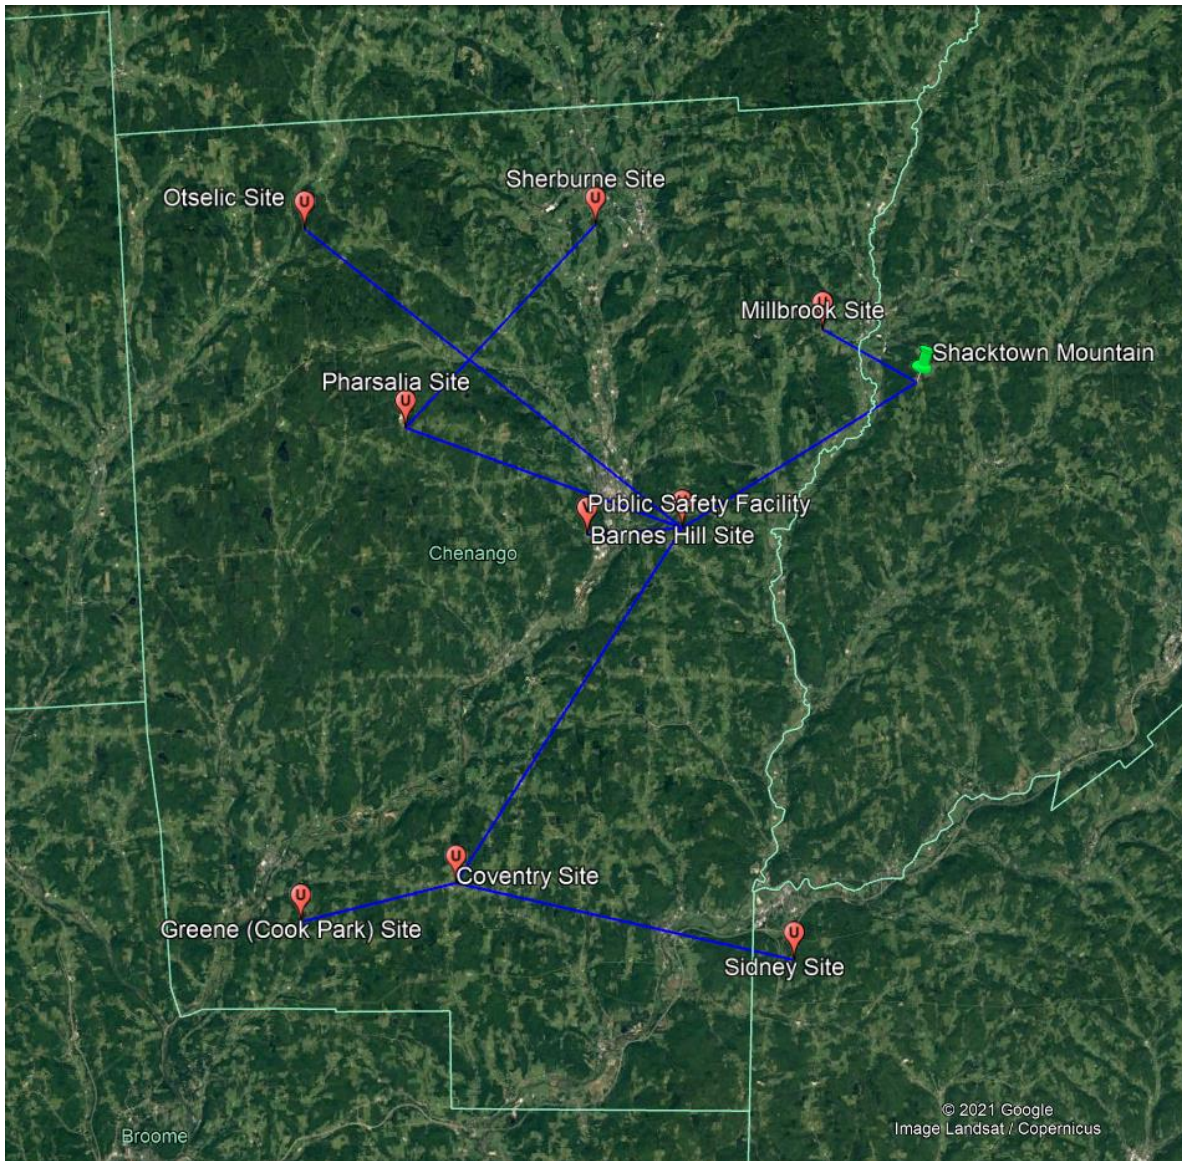 Sherburne Site
Otselic Site
Millbrook Site
Shacktown Mountain
Pharsalia Site
Public Safety Facility
Barnes Hill Site
Chenango
Coventry Site
Greene (Cook Park) Site
Sidney Site
© 2021 Google
Image Landsat / Copernicus
Broome
U
U
U
U
U
U
U